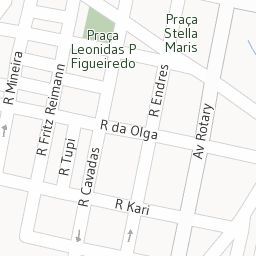 Praça
Stella
Maris
Praça
Leonidas P
Figueiredo
R Mineira
R Fritz Reimann
R Endres
Av Rotary
R da Olga
R Tupi
R Cavadas
R Kari